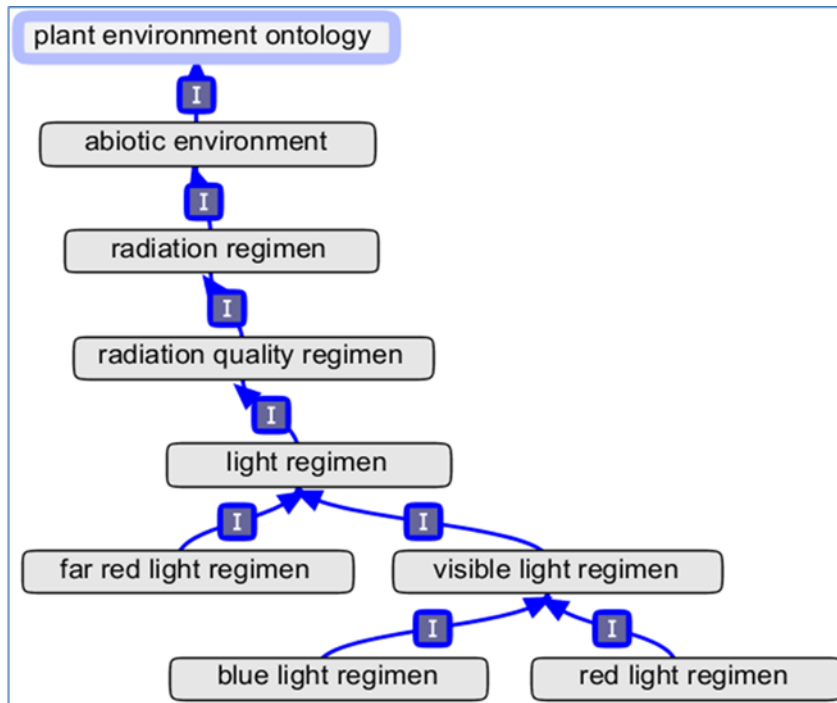 plant environment ontology
I
abiotic environment
I
radiation regimen
I
radiation quality regimen
I
light regimen
I I
far red light regimen visible light regimen
I I
blue light regimen red light regimen